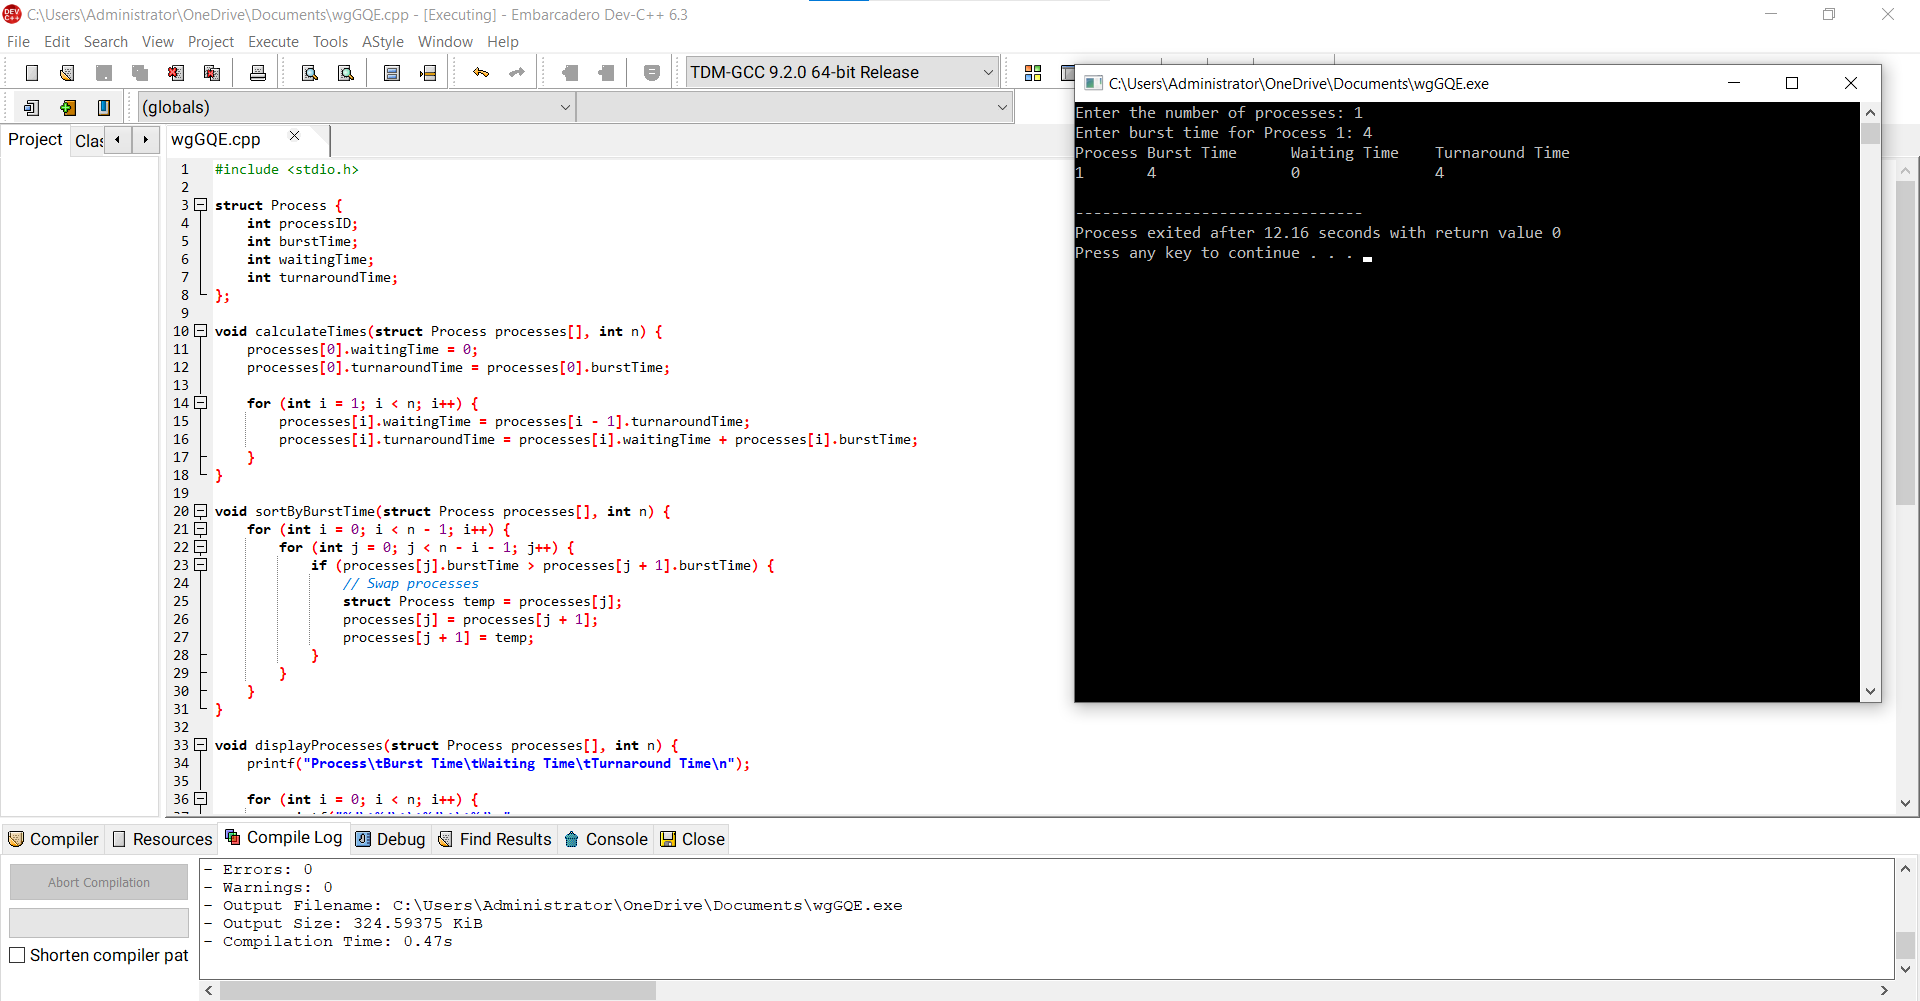 C:\Users\Administrator\OneDrive\Documents\wgGQE.cpp - [Executing] - Embarcadero Dev-C++ 6.3
File Edit Search View Project Execute Tools AStyle Window Help
TDM-GCC 9.2.0 64-bit Release
(globals)
Project Clas
wgGQE.cpp
1 #include <stdio.h>
2
3 struct Process {
4 int processID;
5 int burstTime;
6 int waitingTime;
7 int turnaroundTime;
8 };
9
10 void calculateTimes(struct Process processes[], int n) {
11 processes[0].waitingTime = 0;
12 processes[0].turnaroundTime = processes[0].burstTime;
13
14 for (int i = 1; i < n; i++) {
15 processes[i].waitingTime = processes[i - 1].turnaroundTime;
16 processes[i].turnaroundTime = processes[i].waitingTime + processes[i].burstTime;
17 }
18 }
19
20 void sortByBurstTime(struct Process processes[], int n) {
21 for (int i = 0; i < n - 1; i++) {
22 for (int j = 0; j < n - i - 1; j++) {
23 if (processes[j].burstTime > processes[j + 1].burstTime) {
24 // Swap processes
25 struct Process temp = processes[j];
26 processes[j] = processes[j + 1];
27 processes[j + 1] = temp;
28 }
29 }
30 }
31 }
32
33 void displayProcesses(struct Process processes[], int n) {
34 printf("Process\tBurst Time\tWaiting Time\tTurnaround Time\n");
35
36 for (int i = 0; i < n; i++) {
C:\Users\Administrator\OneDrive\Documents\wgGQE.exe
Enter the number of processes: 1
Enter burst time for Process 1: 4
Process Burst Time Waiting Time Turnaround Time
1 4 0 4
--------------------------------
Process exited after 12.16 seconds with return value 0
Press any key to continue . . .
Compiler Resources Compile Log Debug Find Results Console Close
Abort Compilation
Shorten compiler pat
- Errors: 0
- Warnings: 0
- Output Filename: C:\Users\Administrator\OneDrive\Documents\wgGQE.exe
- Output Size: 324.59375 KiB
- Compilation Time: 0.47s